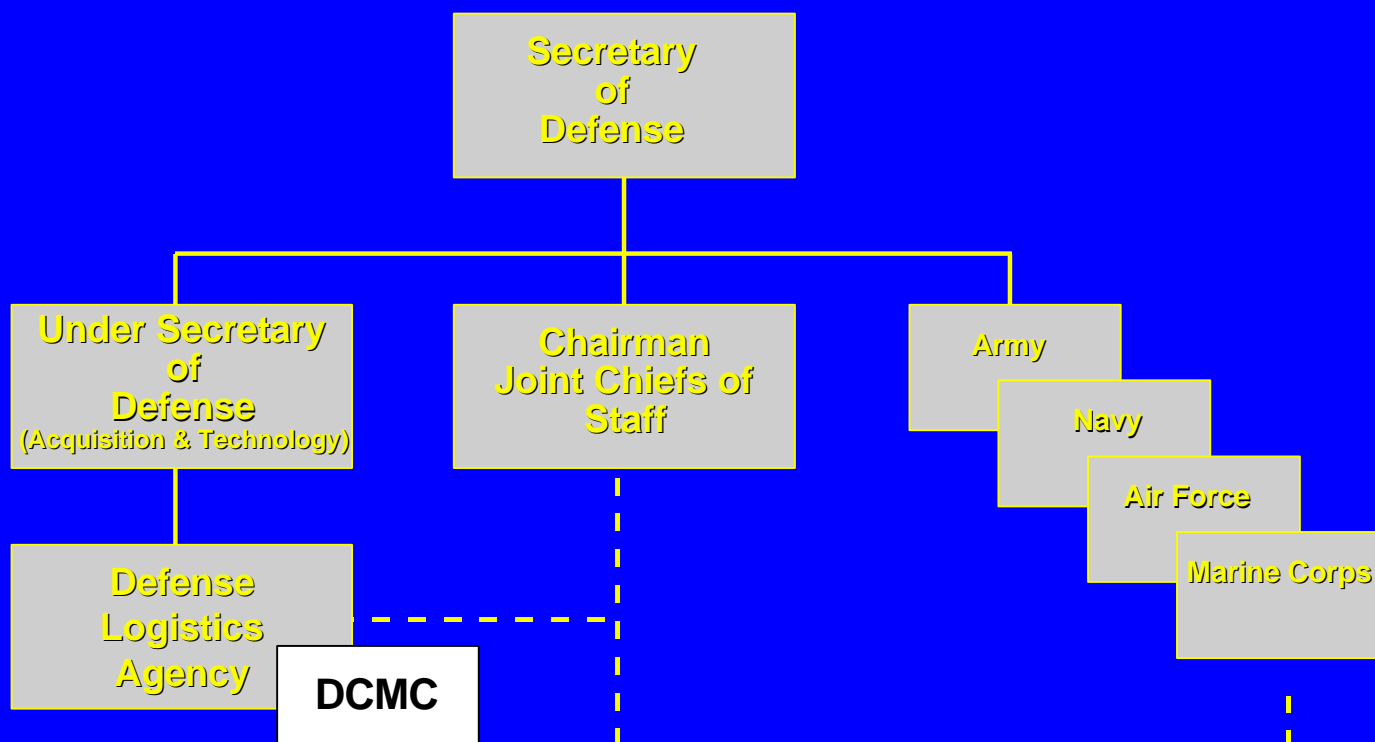 Secretary
of
Defense
Under Secretary
of
Defense
(Acquisition & Technology)
Chairman
Joint Chiefs of
Staff
Army
Navy
Air Force
Marine Corps
Defense
Logistics
Agency
DCMC